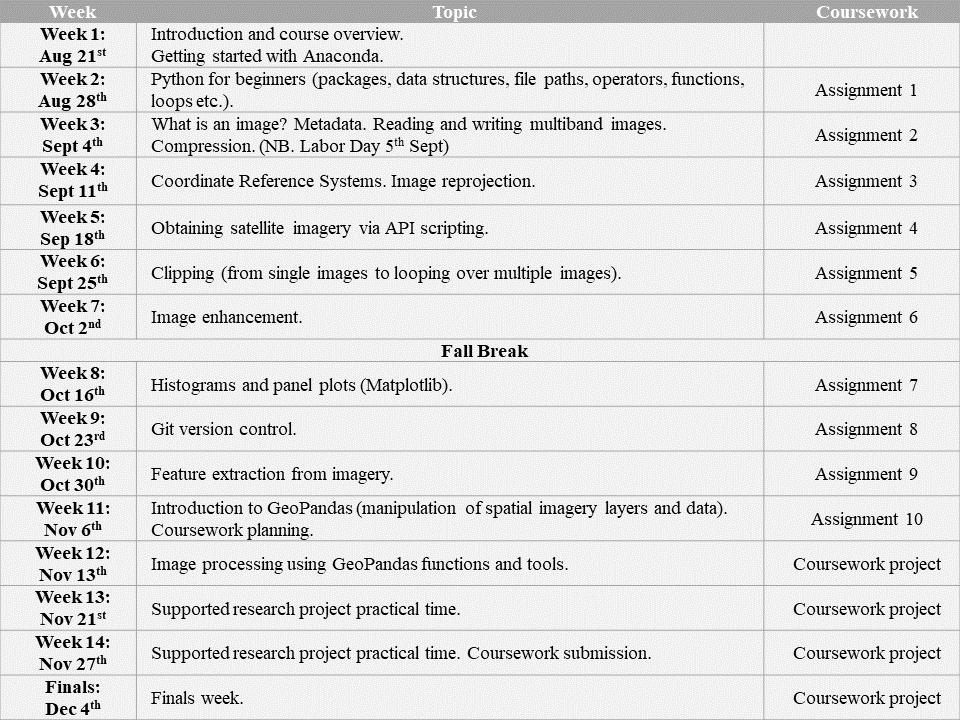 Week Topic Coursework
Week 1: Introduction and course overview.
Aug 21st Getting started with Anaconda.
Week 2: Python for beginners (packages, data structures, file paths, operators, functions,
Aug 28th loops etc.). Assignment 1
Week 3: What is an image? Metadata. Reading and writing multiband images.
Sept 4th Compression. (NB. Labor Day 5th Sept) Assignment 2
Week 4:
Sept 11th Coordinate Reference Systems. Image reprojection. Assignment 3
Week 5:
Sep 18th Obtaining satellite imagery via API scripting. Assignment 4
Week 6:
Sept 25th Clipping (from single images to looping over multiple images). Assignment 5
Week 7:
Oct 2nd Image enhancement. Assignment 6
Fall Break
Week 8:
Oct 16th Histograms and panel plots (Matplotlib). Assignment 7
Week 9:
Oct 23rd Git version control. Assignment 8
Week 10:
Oct 30th Feature extraction from imagery. Assignment 9
Week 11: Introduction to GeoPandas (manipulation of spatial imagery layers and data).
Nov 6th Coursework planning. Assignment 10
Week 12:
Nov 13th Image processing using GeoPandas functions and tools. Coursework project
Week 13:
Nov 21st Supported research project practical time. Coursework project
Week 14:
Nov 27th Supported research project practical time. Coursework submission. Coursework project
Finals:
Dec 4th Finals week. Coursework project